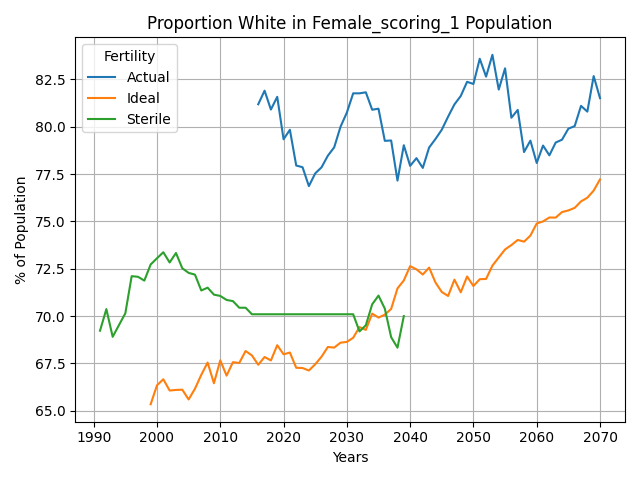 Proportion White in Female_scoring_1 Population
Fertility
Actual
Ideal
Sterile
% of Population
82.5
80.0
77.5
75.0
72.5
70.0
67.5
65.0
1990 2000 2010 2020 2030 2040 2050 2060 2070
Years